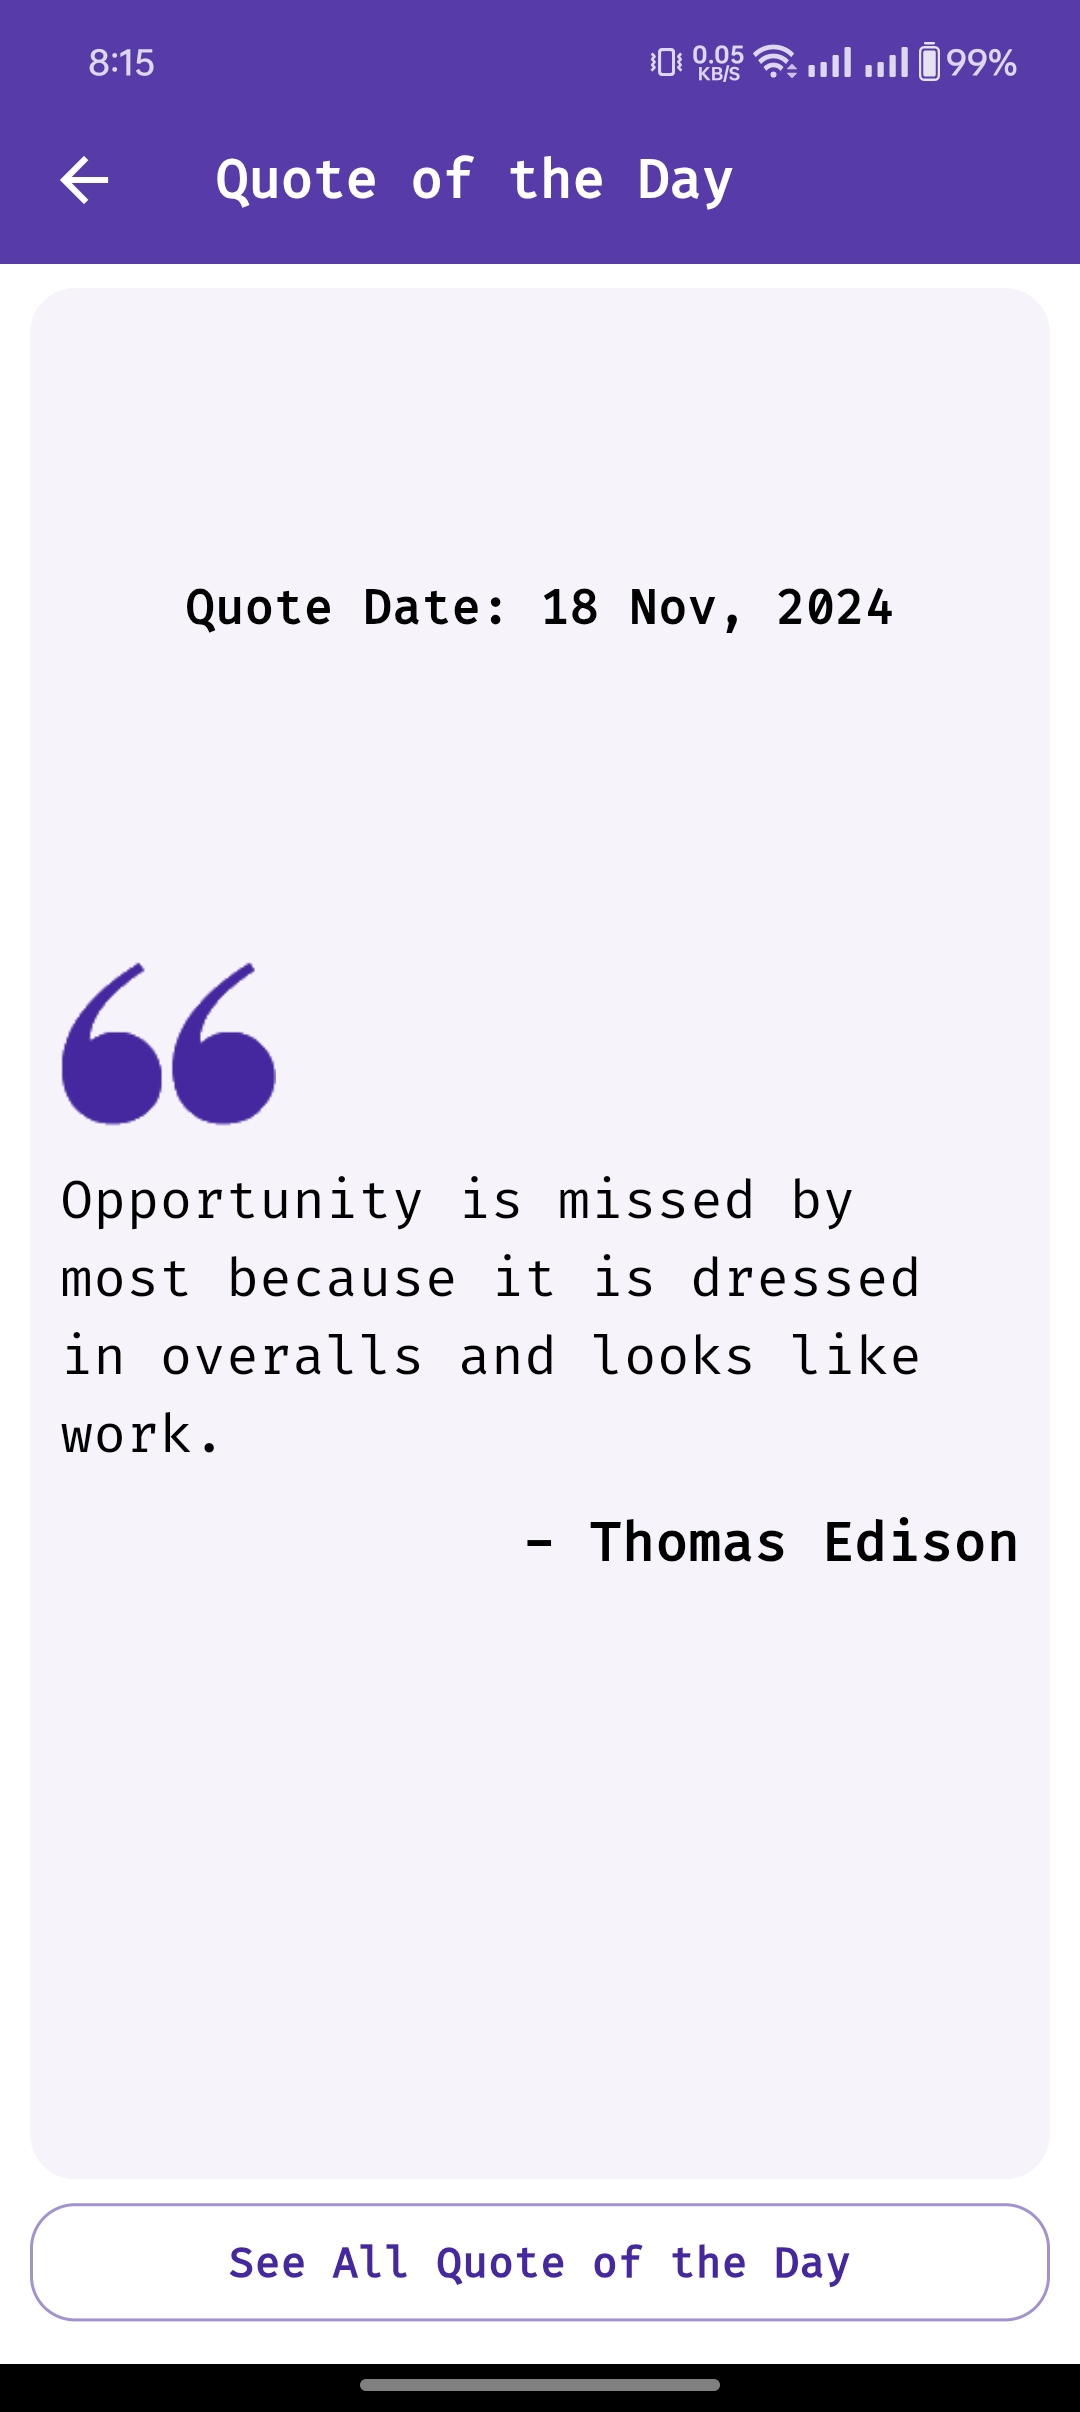 8:15
0.05
KB/S
99%
Quote of the Day
Quote Date: 18 Nov, 2024
Opportunity is missed by
most because it is dressed
in overalls and looks like
work.
- Thomas Edison
See All Quote of the Day